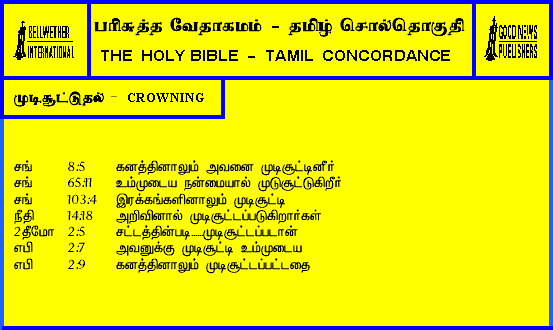 BELLWETHER
INTERNATIONAL
பரிசுத்த வேதாகமம் - தமிழ் சொல்தொகுதி
THE HOLY BIBLE - TAMIL CONCORDANCE
GOOD NEWS
PUBLISHERS
முடிசூட்டுதல் - CROWNING
சங் 8:5 கனத்தினாலும் அவனை முடிசூட்டினீர்
சங் 65:11 உம்முடைய நன்மையால் முடுசூட்டுகிறீர்
சங் 103:4 இரக்கங்களினாலும் முடிசூட்டி
நீதி 14:18 அறிவினால் முடிசூட்டப்படுகிறார்கள்
2தீமோ 2:5 சட்டத்தின்படி.....முடிசூட்டப்படான்
எபி 2:7 அவனுக்கு முடிசூட்டி உம்முடைய
எபி 2:9 கனத்தினாலும் முடிசூட்டப்பட்டதை